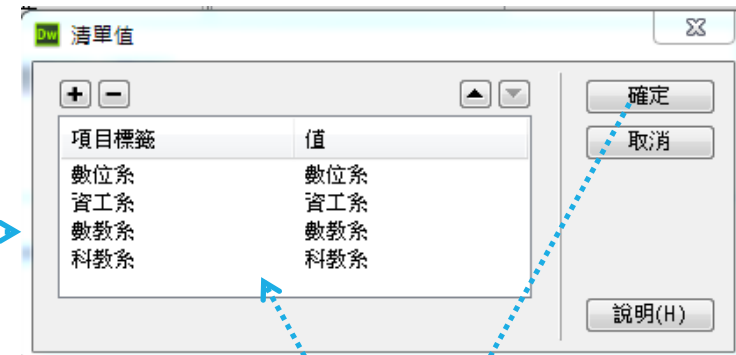 Dw 清單值
確定
項目標籤 值
取消
數位系 數位系
資工系 資工系
數教系 數教系
科教系 科教系
說明(H)